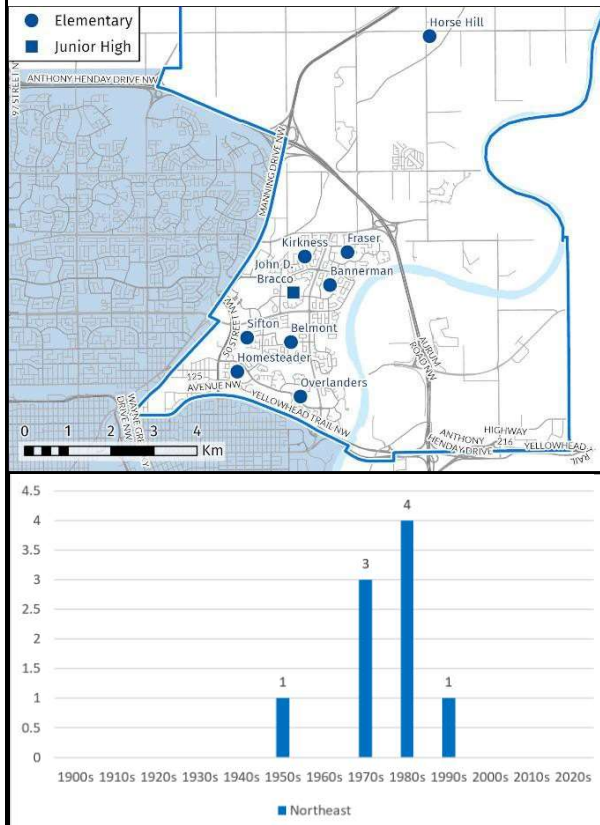 Elementary
Junior High
Horse Hill
97 STREET N
ANTHONY HENDAY DRIVE NW
MANNING DRIVE NW
Kirkness
Fraser
John D.
Bracco
Bannerman
50 STREET NW
Sifton
Belmont
Homesteader
125
AVENUE NW
Overlanders
YELLOWHEAD TRAIL NW
AURUM
ROAD NW
WAYNE GRE
DRIVE NW
ANTHONY
HENDAY DRIVE
HIGHWAY
216
YELLOWHEAD T
RAIL
0 1 2 3 4
Km
4.5
4
3.5
3
2.5
2
1.5
1
0.5
0
1
3
4
1
1900s 1910s 1920s 1930s 1940s 1950s 1960s 1970s 1980s 1990s 2000s 2010s 2020s
Northeast